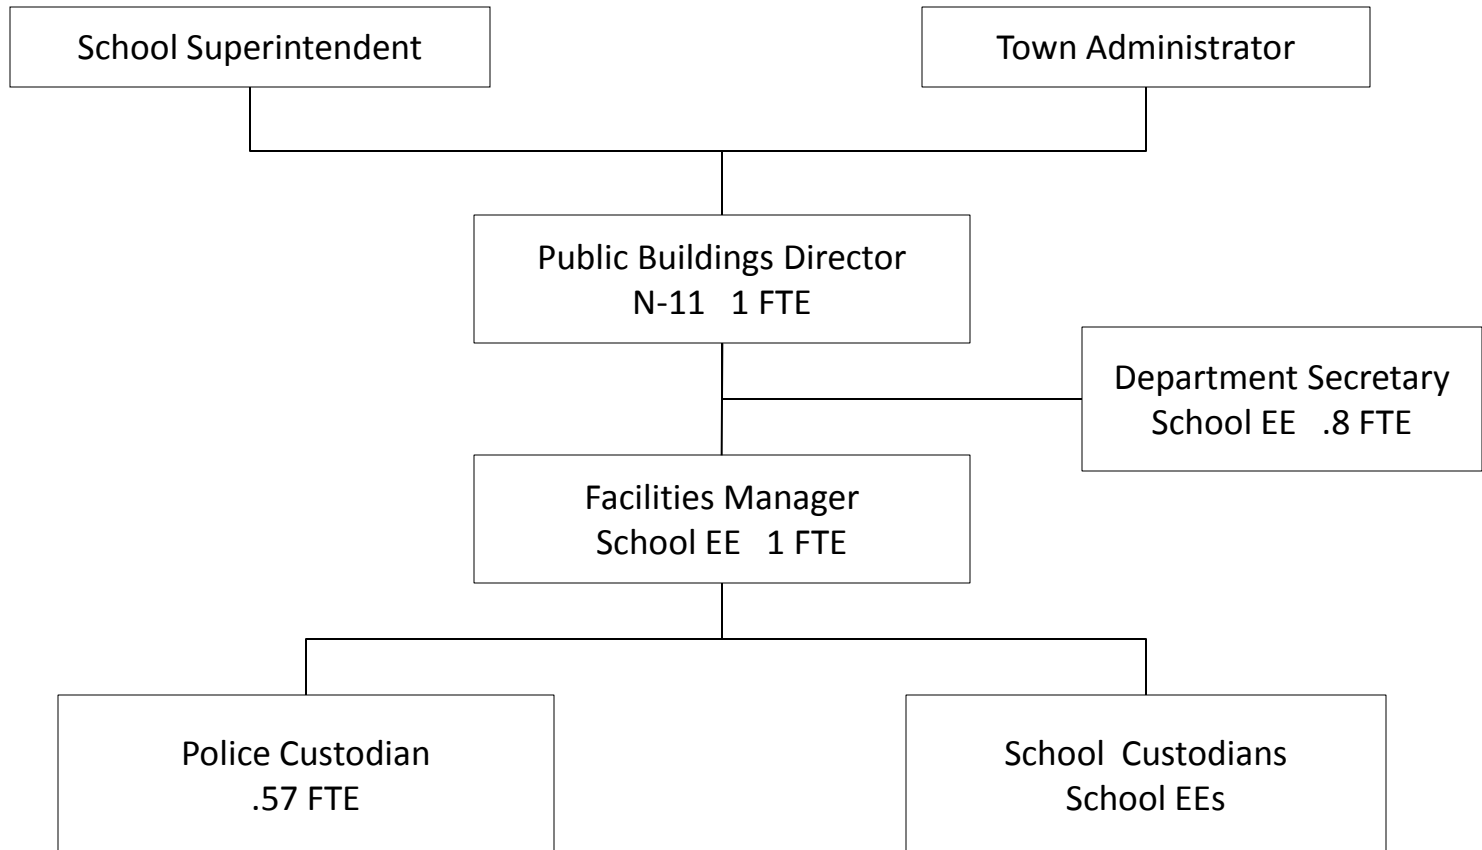 School Superintendent
Town Administrator
Public Buildings Director
N-11   1 FTE
Department Secretary
School EE   .8 FTE
Facilities Manager
School EE   1 FTE
Police Custodian
.57 FTE
School  Custodians
School EEs